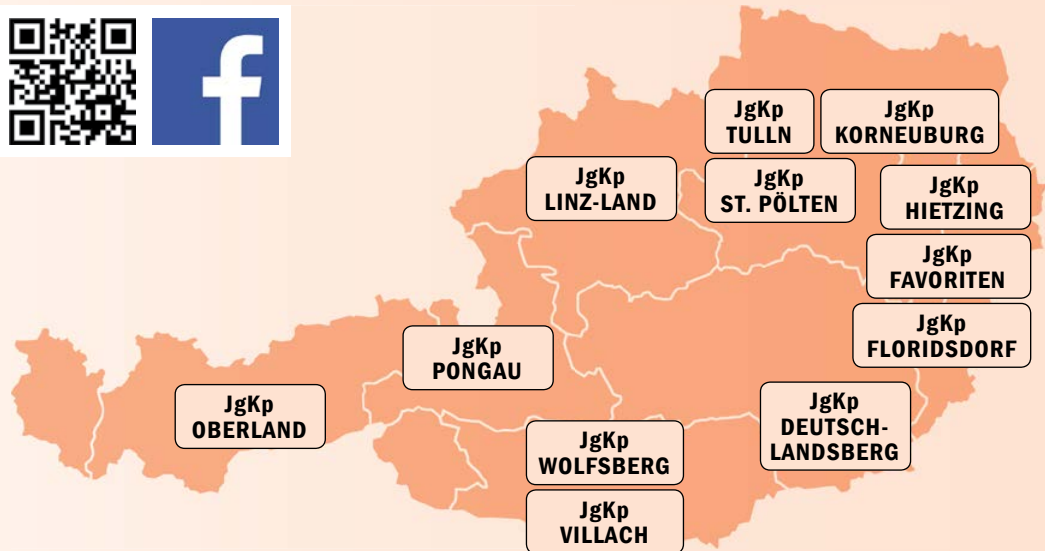 f
JgKp
TULLN
JgKp
KORNEUBURG
JgKp
LINZ-LAND
JgKp
ST. PÖLTEN
JgKp
HIETZING
JgKp
FAVORITEN
JgKp
FLORIDSDORF
JgKp
PONGAU
JgKp
OBERLAND
JgKp
DEUTSCH-
LANDSBERG
JgKp
WOLFSBERG
JgKp
VILLACH